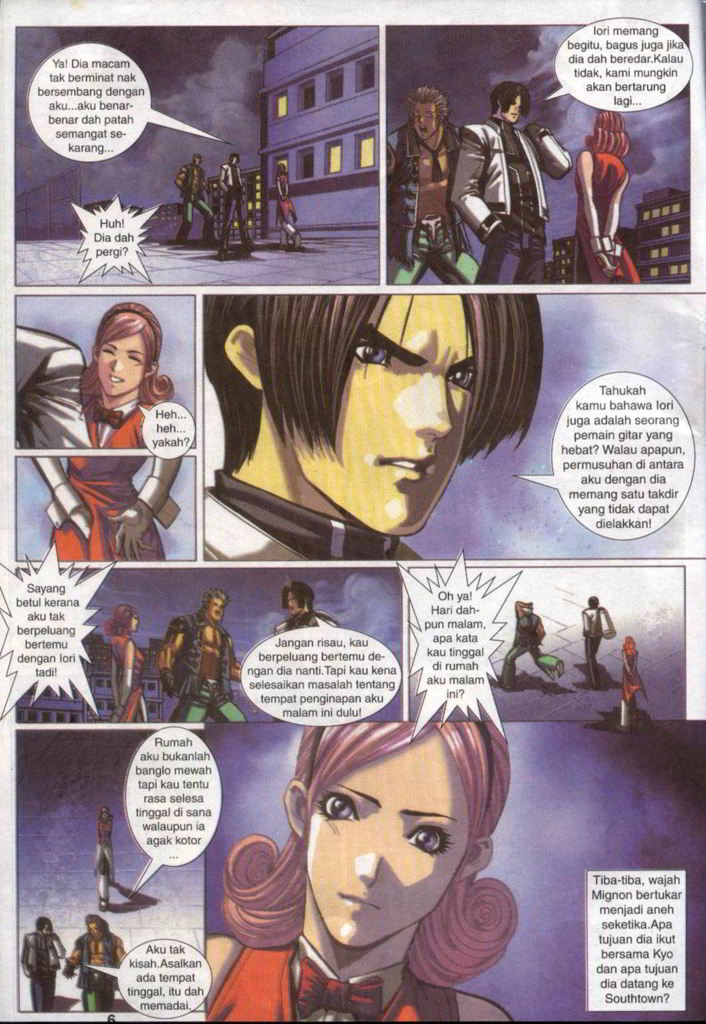 Ya! Dia macam
tak berminat nak
bersembang dengan
aku...aku benar-
benar dah patah
semangat se-
karang...
Huh!
Dia dah
pergi?
Iori memang
begitu, bagus juga jika
dia dah beredar.Kalau
tidak, kami mungkin
akan bertarung
lagi...
Heh...
heh...
yakah?
Tahukah
kamu bahawa Iori
juga adalah seorang
pemain gitar yang
hebat? Walau apapun,
permusuhan di antara
aku dengan dia
memang satu takdir
yang tidak dapat
dielakkan!
Sayang
betul kerana
aku tak
berpeluang
bertemu
dengan Iori
tadi!
Jangan risau, kau
berpeluang bertemu de-
ngan dia nanti.Tapi kau kena
selesaikan masalah tentang
tempat penginapan aku
malam ini dulu!
Oh ya!
Hari dah-
pun malam,
apa kata
kau tinggal
di rumah
aku malam
ini?
Rumah
aku bukanlah
banglo mewah
tapi kau tentu
rasa selesa
tinggal di sana
walaupun ia
agak kotor
...
Aku tak
kisah.Asalkan
ada tempat
tinggal, itu dah
memadai.
Tiba-tiba, wajah
Mignon bertukar
menjadi aneh
seketika.Apa
tujuan dia ikut
bersama Kyo
dan apa tujuan
dia datang ke
Southtown?
6